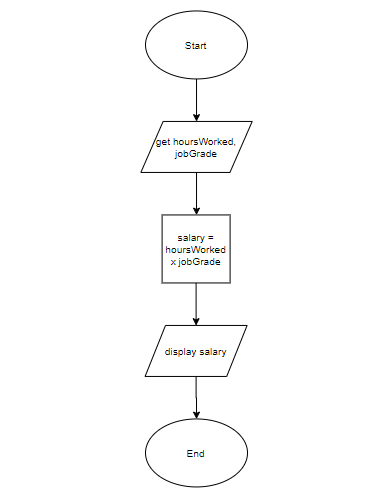 Start
get hoursWorked,
jobGrade
salary =
hoursWorked
x jobGrade
display salary
End